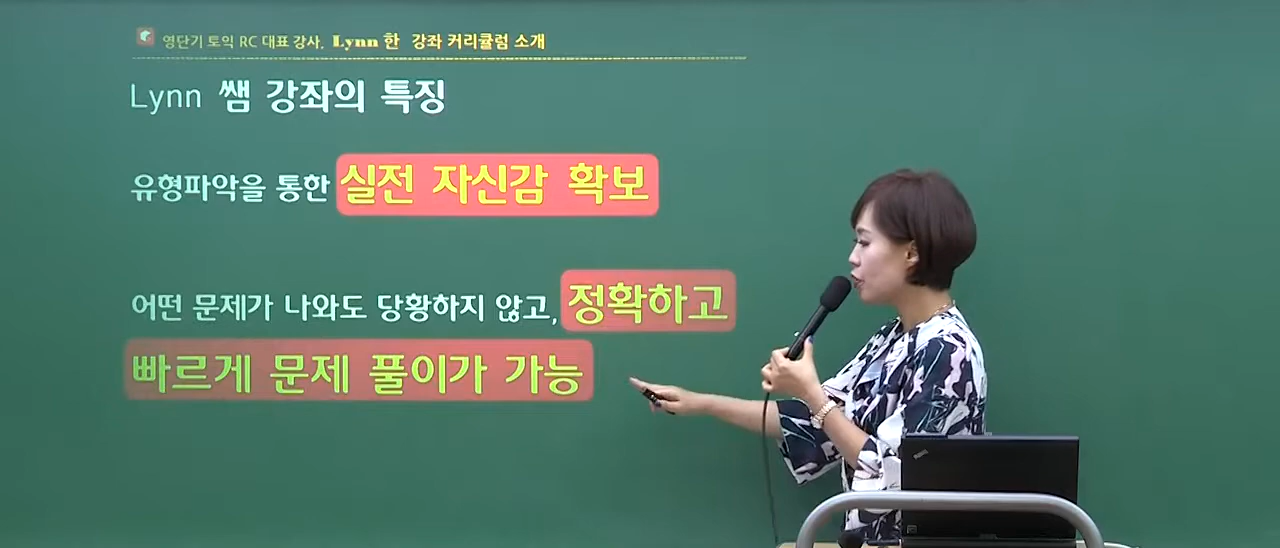 영단기 토익 RC 대표 강사, Lynn 한 강좌 커리큘럼 소개
Lynn 쌤 강좌의 특징
유형파악을 통한 실전 자신감 확보
어떤 문제가 나와도 당황하지 않고, 정확하고
빠르게 문제 풀이가 가능